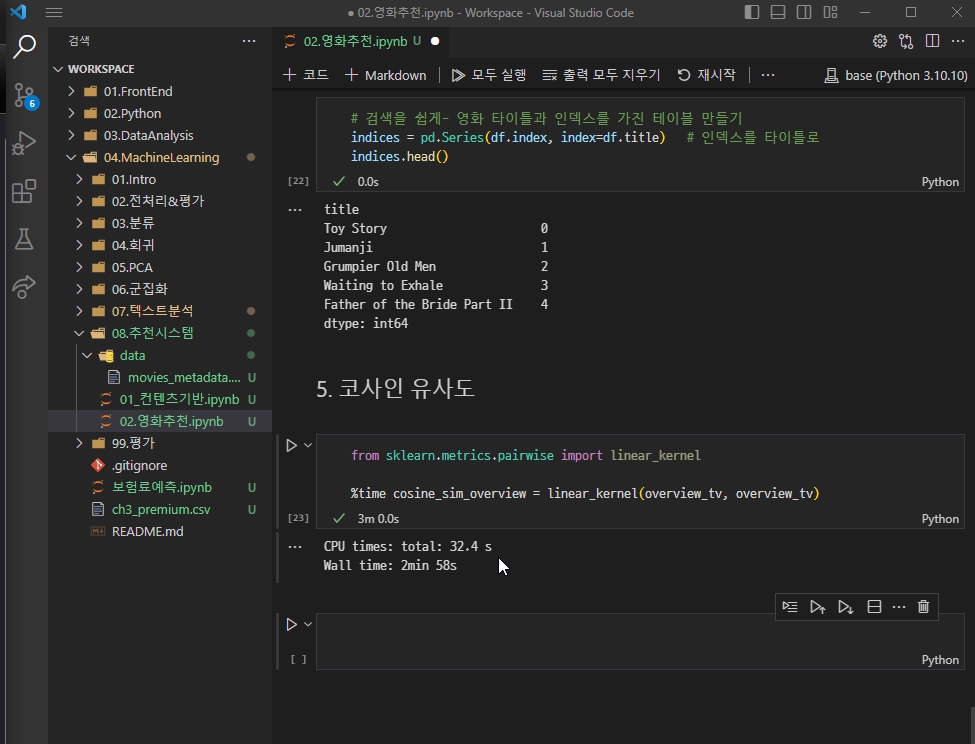 ● 02.영화추천.ipynb - Workspace - Visual Studio Code
검색
WORKSPACE
01.FrontEnd
02.Python
03.DataAnalysis
04.MachineLearning
01.Intro
02.전처리&평가
03.분류
04.회귀
05.PCA
06.군집화
07.텍스트분석
08.추천시스템
data
movies_metadata.... U
01_컨텐츠기반.ipynb U
02.영화추천.ipynb U
99.평가
.gitignore
보험료예측.ipynb U
ch3_premium.csv U
README.md
6
02.영화추천.ipynb U ●
+ 코드 + Markdown 모두 실행 출력 모두 지우기 재시작 ... base (Python 3.10.10)
# 검색을 쉽게- 영화 타이틀과 인덱스를 가진 테이블 만들기
indices = pd.Series(df.index, index=df.title) # 인덱스를 타이틀로
indices.head()
[22] ✓ 0.0s Python
... title
Toy Story 0
Jumanji 1
Grumpier Old Men 2
Waiting to Exhale 3
Father of the Bride Part II 4
dtype: int64
5. 코사인 유사도
from sklearn.metrics.pairwise import linear_kernel
%time cosine_sim_overview = linear_kernel(overview_tv, overview_tv)
[23] ✓ 3m 0.0s Python
... CPU times: total: 32.4 s
Wall time: 2min 58s
[ ] Python